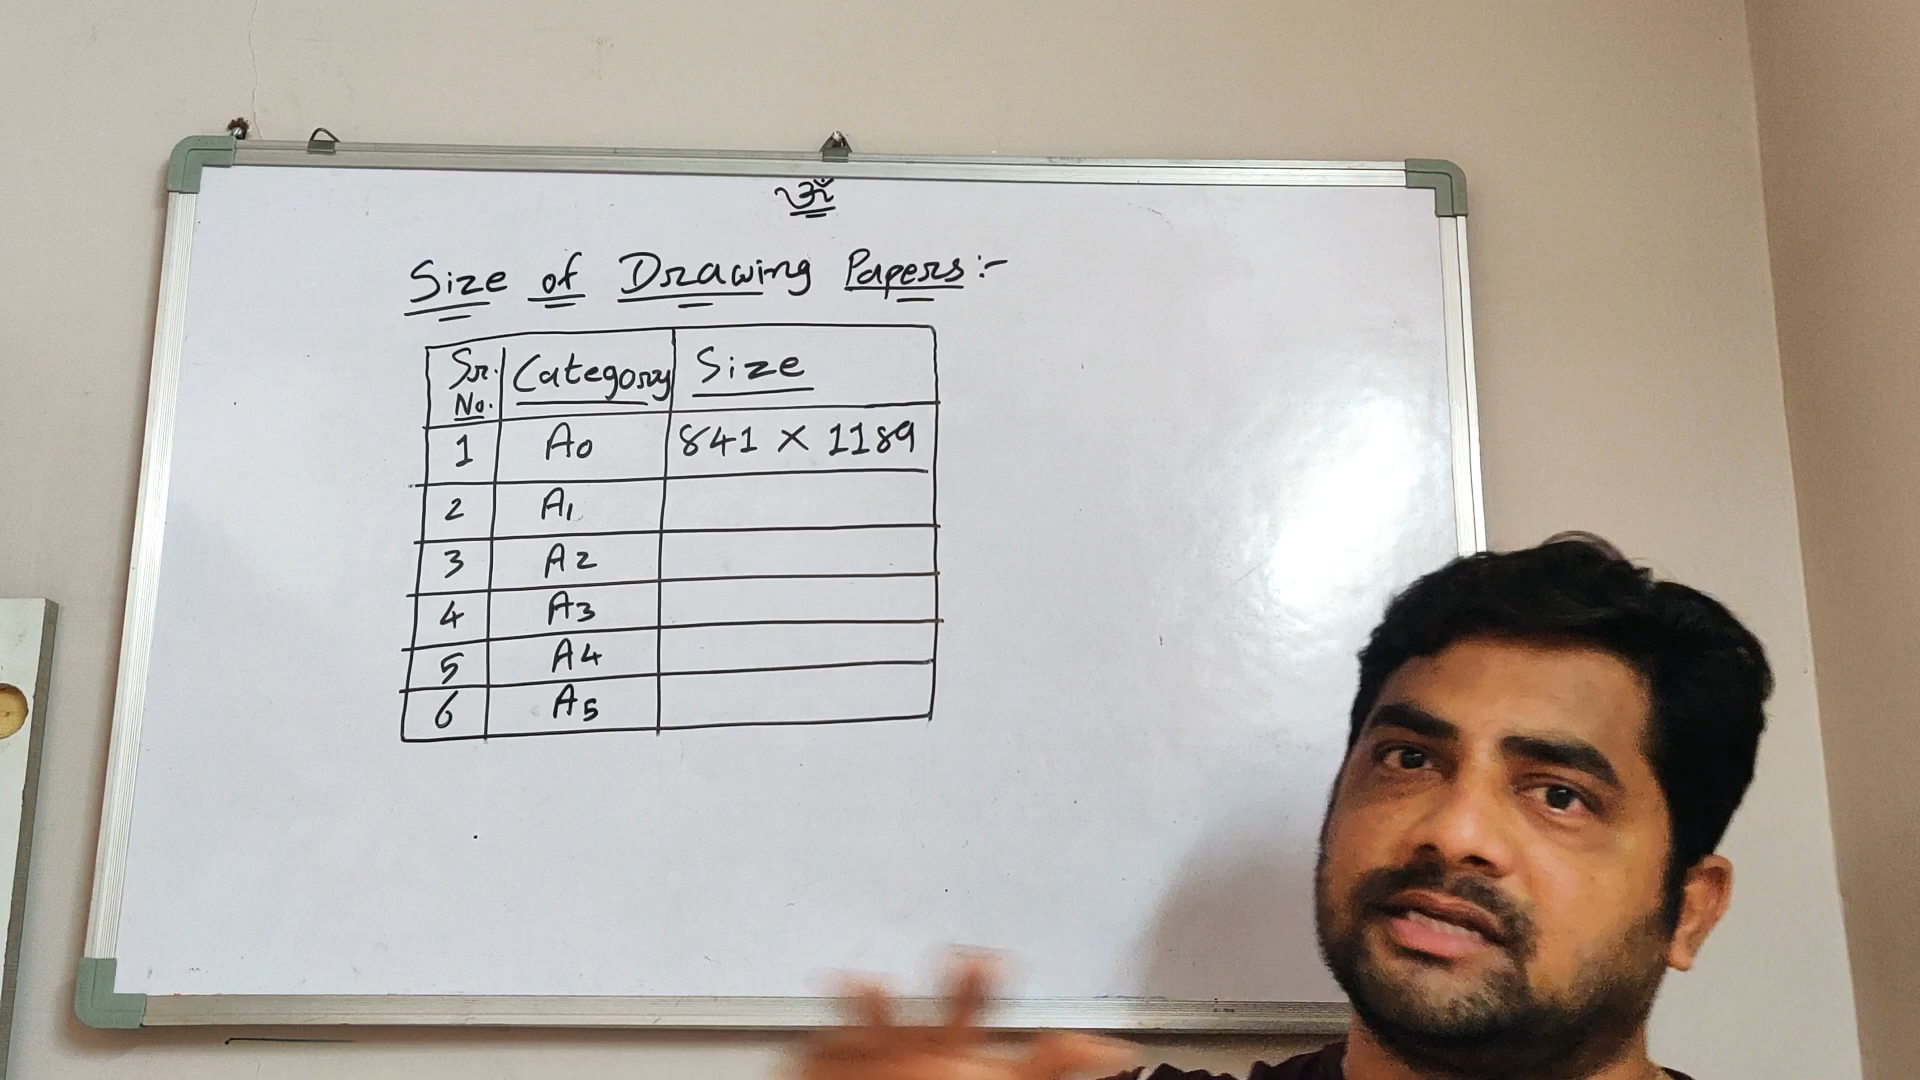 ॐ
Size of Drawing Papers :-
Sr. No. Category Size
1 A0 841 × 1189
2 A1
3 A2
4 A3
5 A4
6 A5